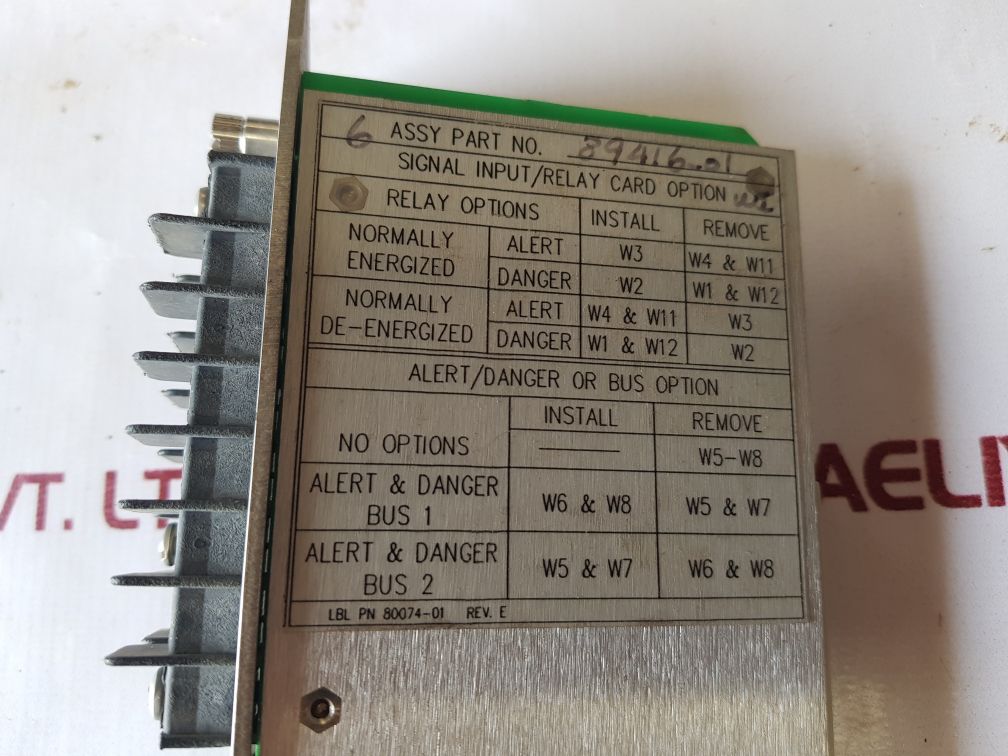 6 ASSY PART NO. 89416-01
SIGNAL INPUT/RELAY CARD OPTION
RELAY OPTIONS INSTALL REMOVE
NORMALLY ENERGIZED ALERT W3 W4 & W11
DANGER W2 W1 & W12
NORMALLY DE-ENERGIZED ALERT W4 & W11 W3
DANGER W1 & W12 W2
ALERT/DANGER OR BUS OPTION
INSTALL REMOVE
NO OPTIONS ——— W5-W8
ALERT & DANGER BUS 1 W6 & W8 W5 & W7
ALERT & DANGER BUS 2 W5 & W7 W6 & W8
LBL PN 80074-01 REV. E
VT. LT
AELI